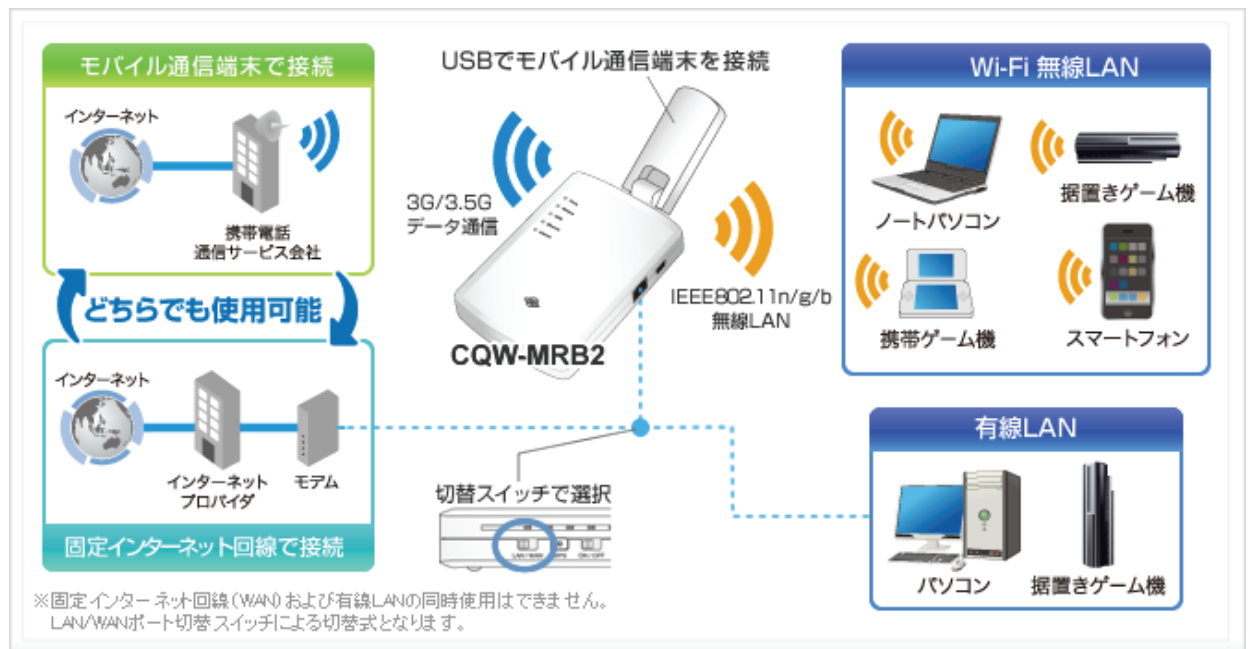 モバイル通信端末で接続
インターネット
携帯電話
通信サービス会社
どちらでも使用可能
インターネット
インターネット
プロバイダ
モデム
固定インターネット回線で接続
USBでモバイル通信端末を接続
3G/3.5G
データ通信
IEEE802.11n/g/b
無線LAN
CQW-MRB2
切替スイッチで選択
LAN/WAN
WPS
ON/OFF
Wi-Fi 無線LAN
ノートパソコン
据置きゲーム機
携帯ゲーム機
スマートフォン
有線LAN
パソコン
据置きゲーム機
※固定インターネット回線(WAN)および有線LANの同時使用はできません。
LAN/WANポート切替スイッチによる切替式となります。